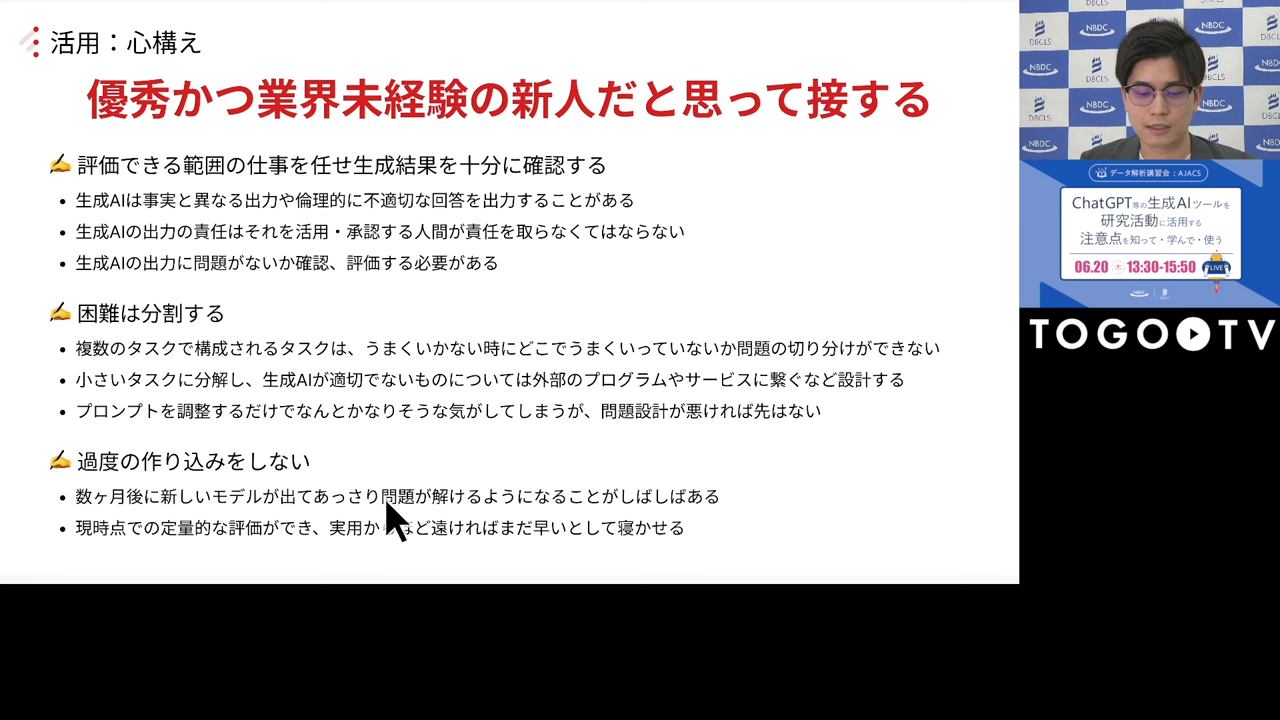 活用：心構え
優秀かつ業界未経験の新人だと思って接する
✍️ 評価できる範囲の仕事を任せ生成結果を十分に確認する
• 生成AIは事実と異なる出力や倫理的に不適切な回答を出力することがある
• 生成AIの出力の責任はそれを活用・承認する人間が責任を取らなくてはならない
• 生成AIの出力に問題がないか確認、評価する必要がある
✍️ 困難は分割する
• 複数のタスクで構成されるタスクは、うまくいかない時にどこでうまくいっていないか問題の切り分けができない
• 小さいタスクに分解し、生成AIが適切でないものについては外部のプログラムやサービスに繋ぐなど設計する
• プロンプトを調整するだけでなんとかなりそうな気がしてしまうが、問題設計が悪ければ先はない
✍️ 過度の作り込みをしない
• 数ヶ月後に新しいモデルが出てあっさり問題が解けるようになることがしばしばある
• 現時点での定量的な評価ができ、実用か ど遠ければまだ早いとして寝かせる
NBDC
DBCLS
データ解析講習会：AJACS
ChatGPT等の生成AIツールを
研究活動に活用する
注意点を知って・学んで・使う
06.20 木 13:30-15:50 LIVE
NBDC
TOGO TV